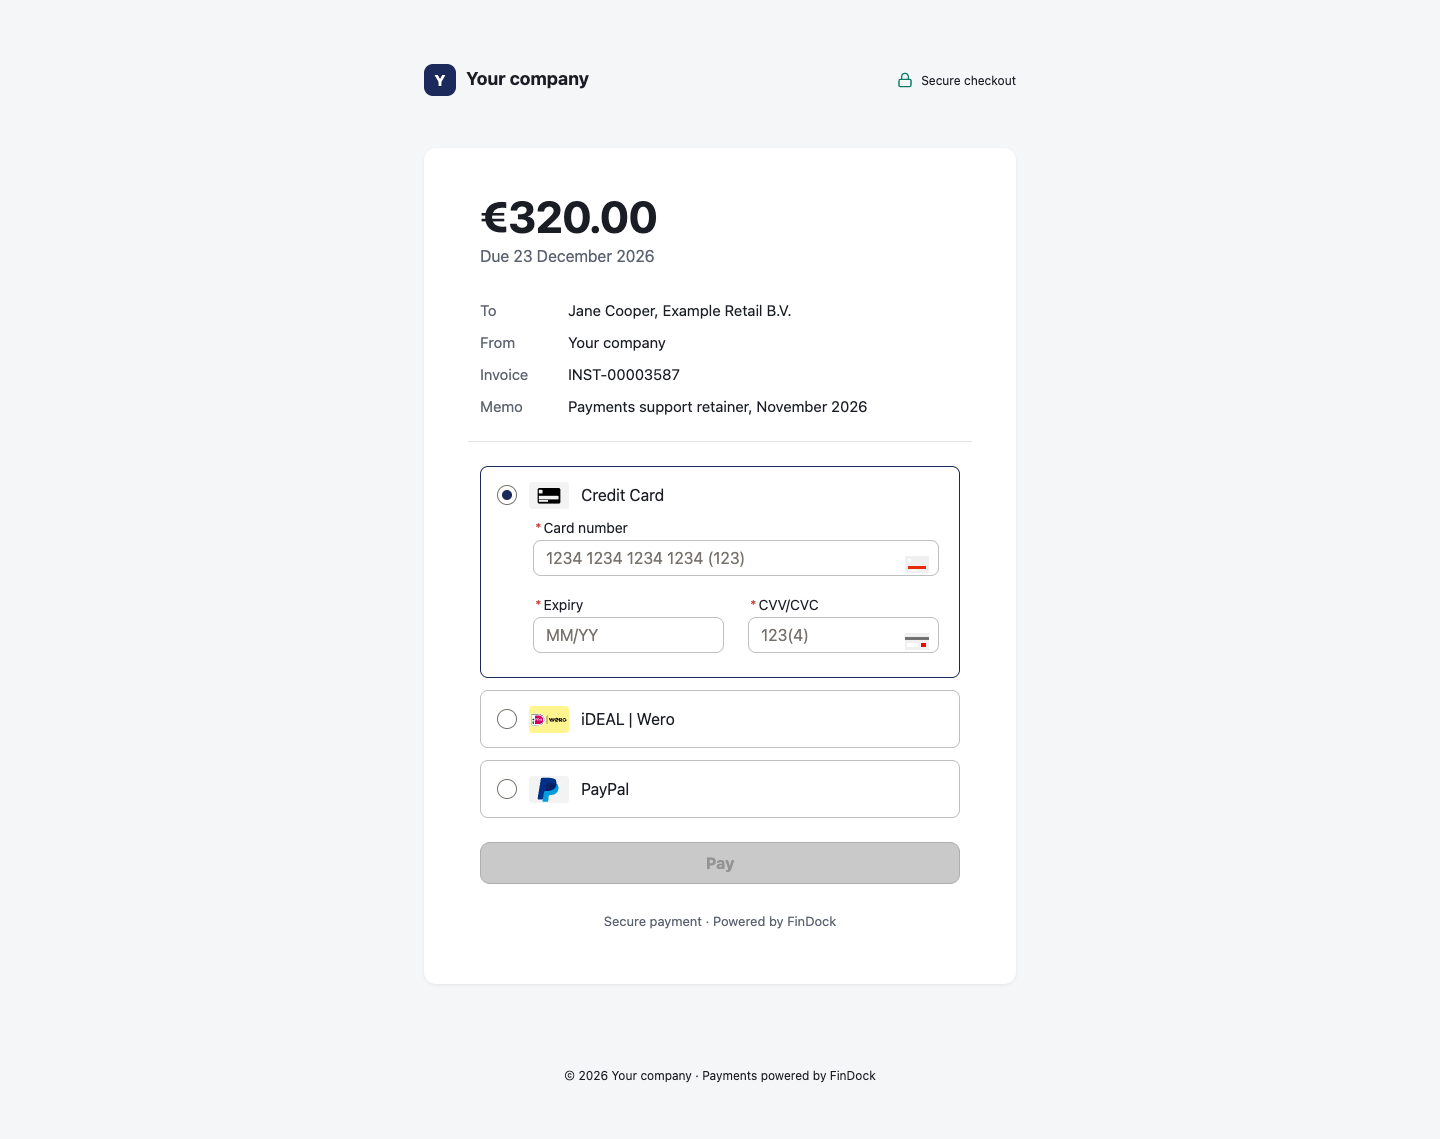 Y Your company
Secure checkout
€320.00
Due 23 December 2026
To Jane Cooper, Example Retail B.V.
From Your company
Invoice INST-00003587
Memo Payments support retainer, November 2026
Credit Card
* Card number
1234 1234 1234 1234 (123)
* Expiry * CVV/CVC
MM/YY 123(4)
iDEAL | Wero
PayPal
Pay
Secure payment · Powered by FinDock
© 2026 Your company · Payments powered by FinDock